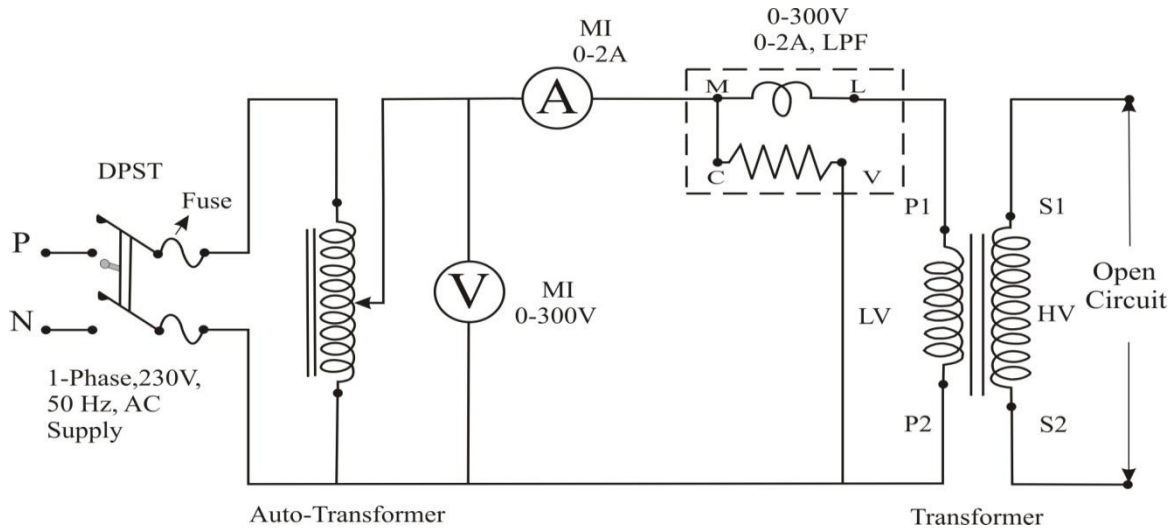 MI
0-2A
0-300V
0-2A, LPF
A
M
L
C
V
DPST
Fuse
P
N
V
MI
0-300V
P1
S1
LV
HV
Open
Circuit
P2
S2
1-Phase,230V,
50 Hz, AC
Supply
Auto-Transformer
Transformer